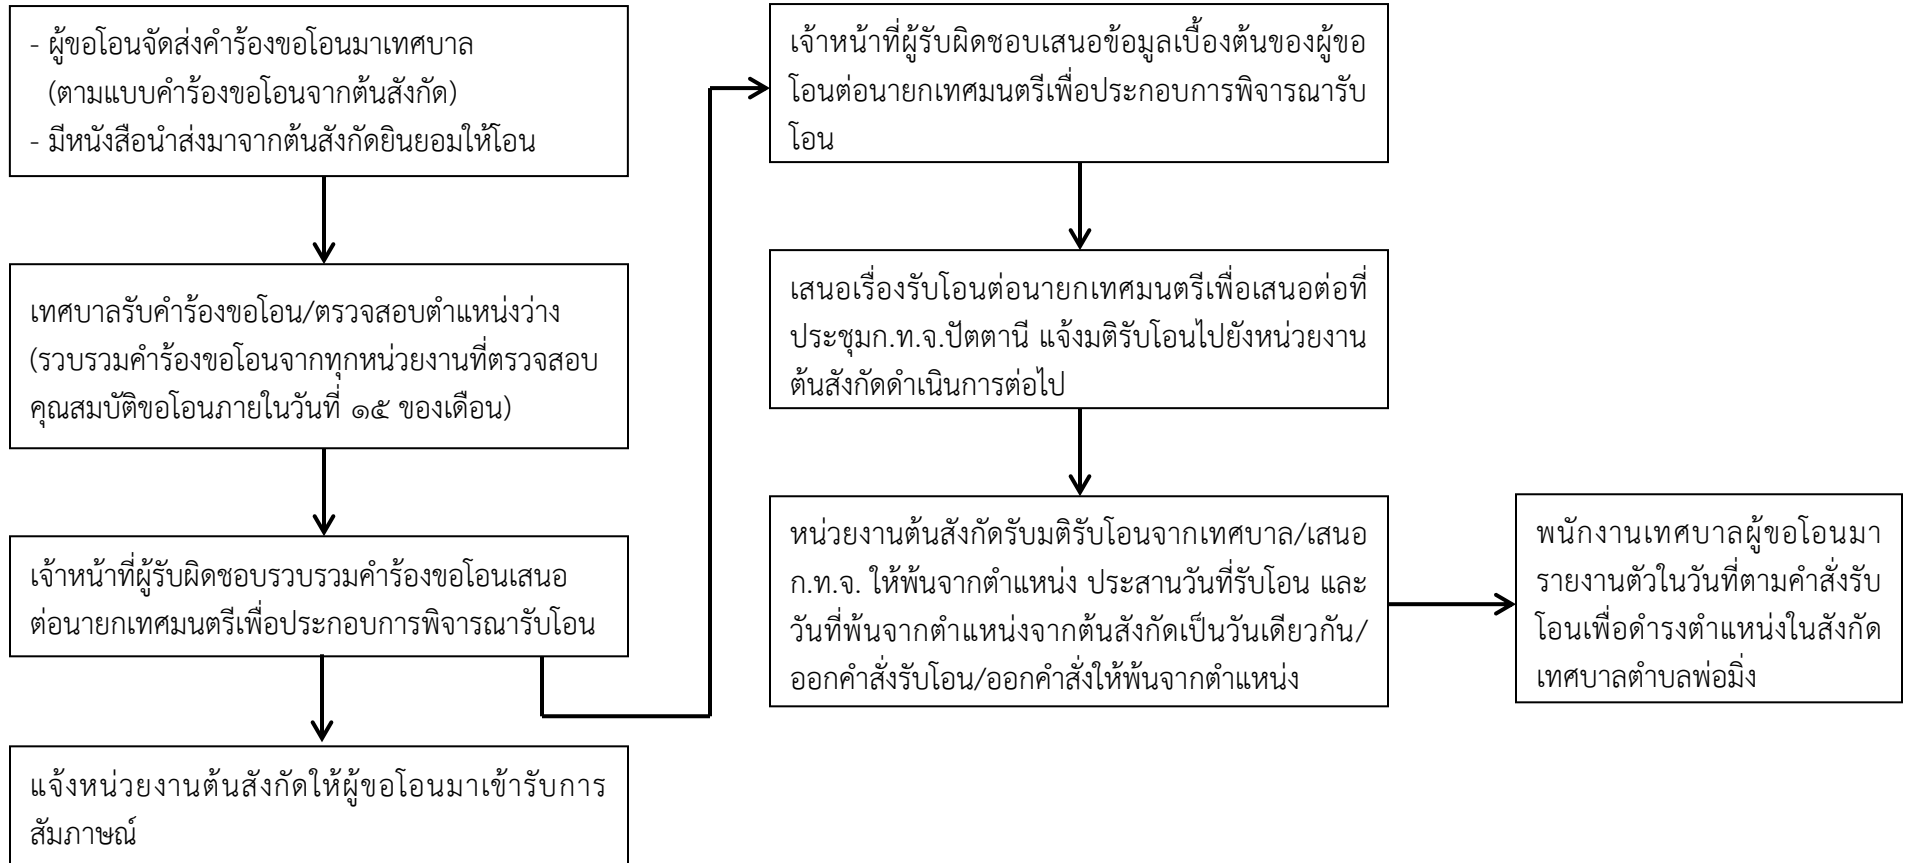 - ผู้ขอโอนจัดส่งคำร้องขอโอนมาเทศบาล
(ตามแบบคำร้องขอโอนจากต้นสังกัด)
- มีหนังสือนำส่งมาจากต้นสังกัดยินยอมให้โอน
เทศบาลรับคำร้องขอโอน/ตรวจสอบตำแหน่งว่าง
(รวบรวมคำร้องขอโอนจากทุกหน่วยงานที่ตรวจสอบ
คุณสมบัติขอโอนภายในวันที่ ๑๕ ของเดือน)
เจ้าหน้าที่ผู้รับผิดชอบรวบรวมคำร้องขอโอนเสนอ
ต่อนายกเทศมนตรีเพื่อประกอบการพิจารณารับโอน
แจ้งหน่วยงานต้นสังกัดให้ผู้ขอโอนมาเข้ารับการ
สัมภาษณ์
เจ้าหน้าที่ผู้รับผิดชอบเสนอข้อมูลเบื้องต้นของผู้ขอ
โอนต่อนายกเทศมนตรีเพื่อประกอบการพิจารณารับ
โอน
เสนอเรื่องรับโอนต่อนายกเทศมนตรีเพื่อเสนอต่อที่
ประชุมก.ท.จ.ปัตตานี แจ้งมติรับโอนไปยังหน่วยงาน
ต้นสังกัดดำเนินการต่อไป
หน่วยงานต้นสังกัดรับมติรับโอนจากเทศบาล/เสนอ
ก.ท.จ. ให้พ้นจากตำแหน่ง ประสานวันที่รับโอน และ
วันที่พ้นจากตำแหน่งจากต้นสังกัดเป็นวันเดียวกัน/
ออกคำสั่งรับโอน/ออกคำสั่งให้พ้นจากตำแหน่ง
พนักงานเทศบาลผู้ขอโอนมา
รายงานตัวในวันที่ตามคำสั่งรับ
โอนเพื่อดำรงตำแหน่งในสังกัด
เทศบาลตำบลพ่อมิ่ง